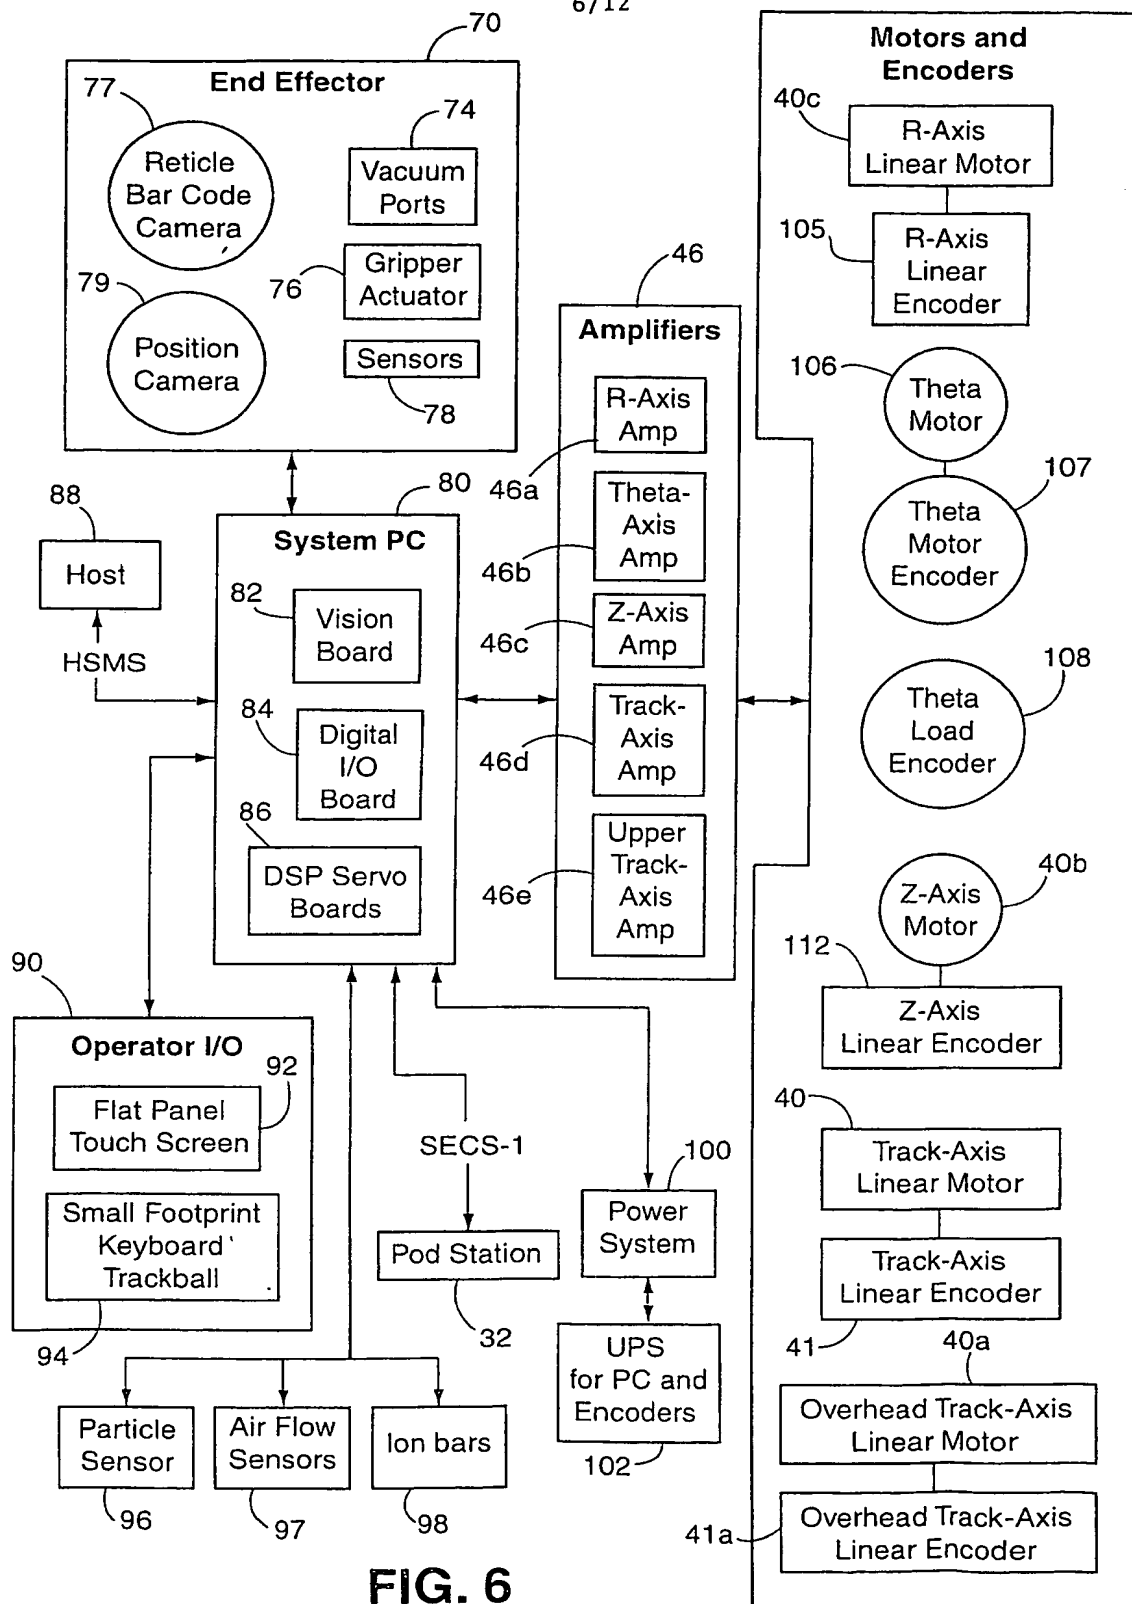 6/12
70
End Effector
77
Reticle
Bar Code
Camera
74
Vacuum
Ports
76
Gripper
Actuator
79
Position
Camera
Sensors
78
46
Amplifiers
R-Axis
Amp
46a
Theta-
Axis
Amp
46b
Z-Axis
Amp
46c
Track-
Axis
Amp
46d
Upper
Track-
Axis
Amp
46e
88
Host
HSMS
80
System PC
82
Vision
Board
84
Digital
I/O
Board
86
DSP Servo
Boards
90
Operator I/O
92
Flat Panel
Touch Screen
Small Footprint
Keyboard
Trackball
94
SECS-1
Pod Station
32
100
Power
System
UPS
for PC and
Encoders
102
Particle
Sensor
96
Air Flow
Sensors
97
Ion bars
98
Motors and
Encoders
40c
R-Axis
Linear Motor
105
R-Axis
Linear
Encoder
106
Theta
Motor
107
Theta
Motor
Encoder
108
Theta
Load
Encoder
40b
Z-Axis
Motor
112
Z-Axis
Linear Encoder
40
Track-Axis
Linear Motor
Track-Axis
Linear Encoder
41
40a
Overhead Track-Axis
Linear Motor
41a
Overhead Track-Axis
Linear Encoder
FIG. 6